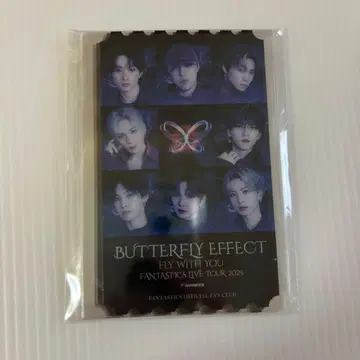 BUTTERFLY EFFECT
FLY WITH YOU
FANTASTICS LIVE TOUR 2025
FANTASTICS OFFICIAL FAN CLUB